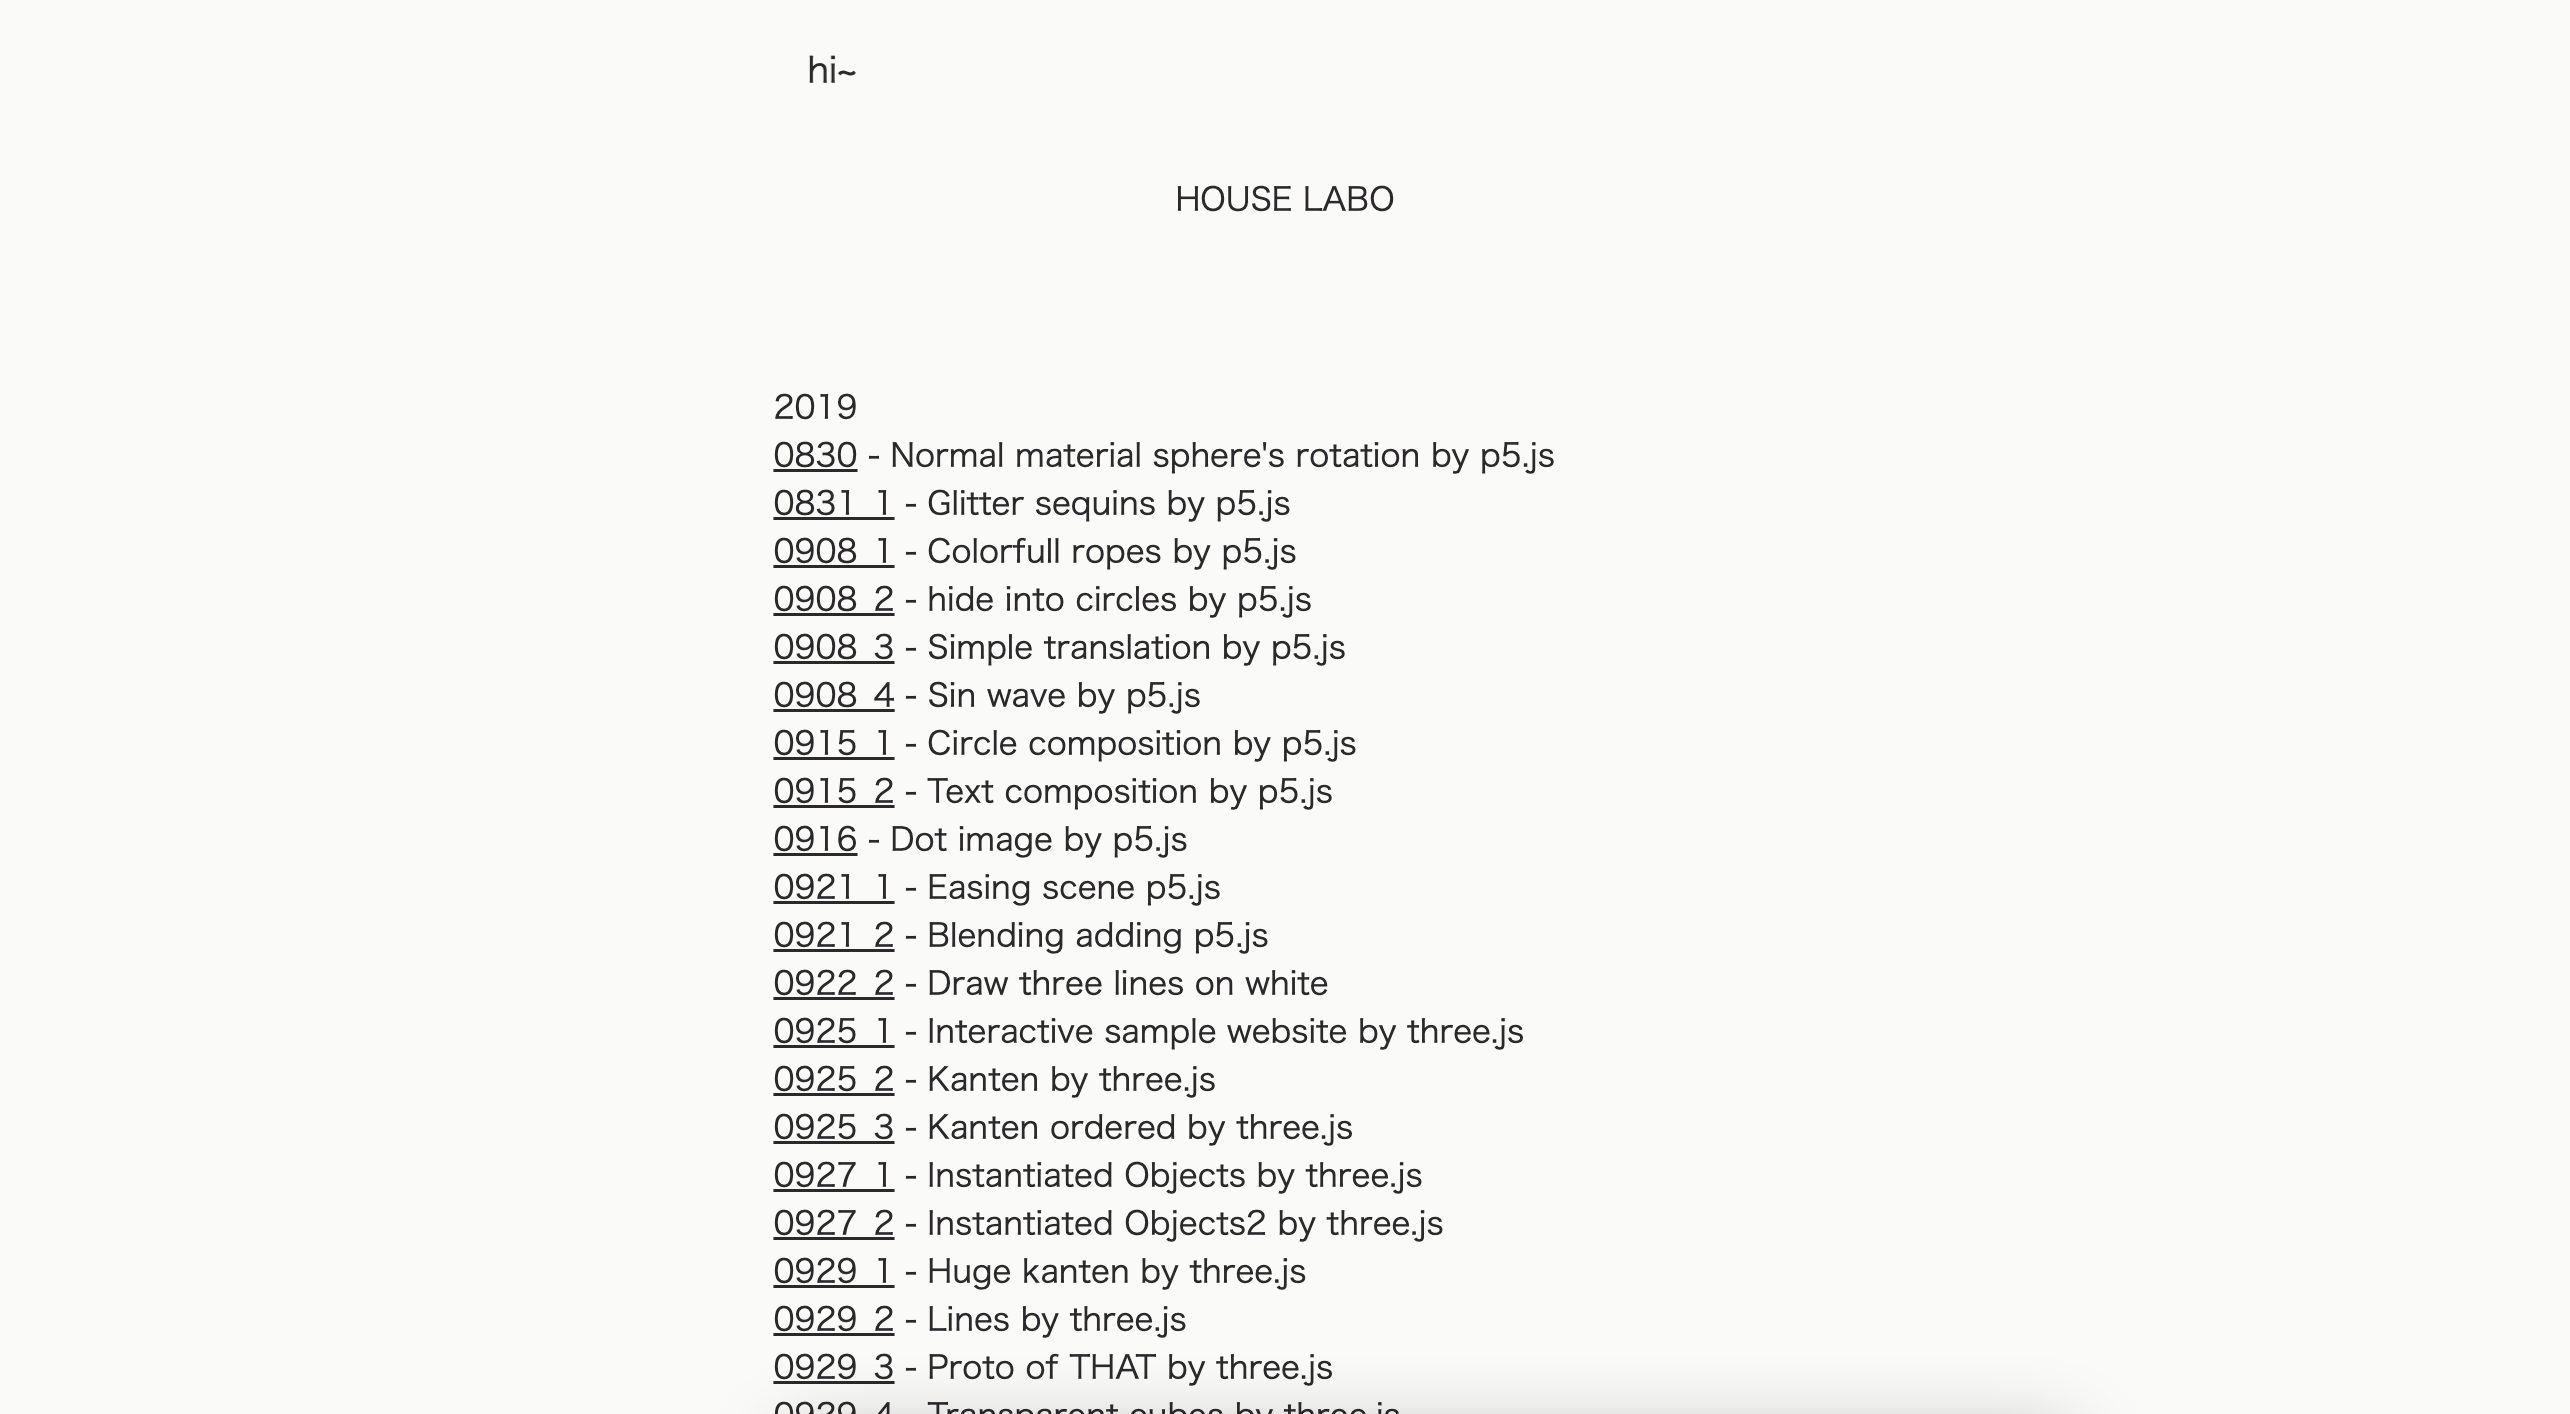 hi~
HOUSE LABO
2019
0830 - Normal material sphere's rotation by p5.js
0831_1 - Glitter sequins by p5.js
0908_1 - Colorfull ropes by p5.js
0908_2 - hide into circles by p5.js
0908_3 - Simple translation by p5.js
0908_4 - Sin wave by p5.js
0915_1 - Circle composition by p5.js
0915_2 - Text composition by p5.js
0916 - Dot image by p5.js
0921_1 - Easing scene p5.js
0921_2 - Blending adding p5.js
0922_2 - Draw three lines on white
0925_1 - Interactive sample website by three.js
0925_2 - Kanten by three.js
0925_3 - Kanten ordered by three.js
0927_1 - Instantiated Objects by three.js
0927_2 - Instantiated Objects2 by three.js
0929_1 - Huge kanten by three.js
0929_2 - Lines by three.js
0929_3 - Proto of THAT by three.js
0929_4 - Transparent cubes by three.js